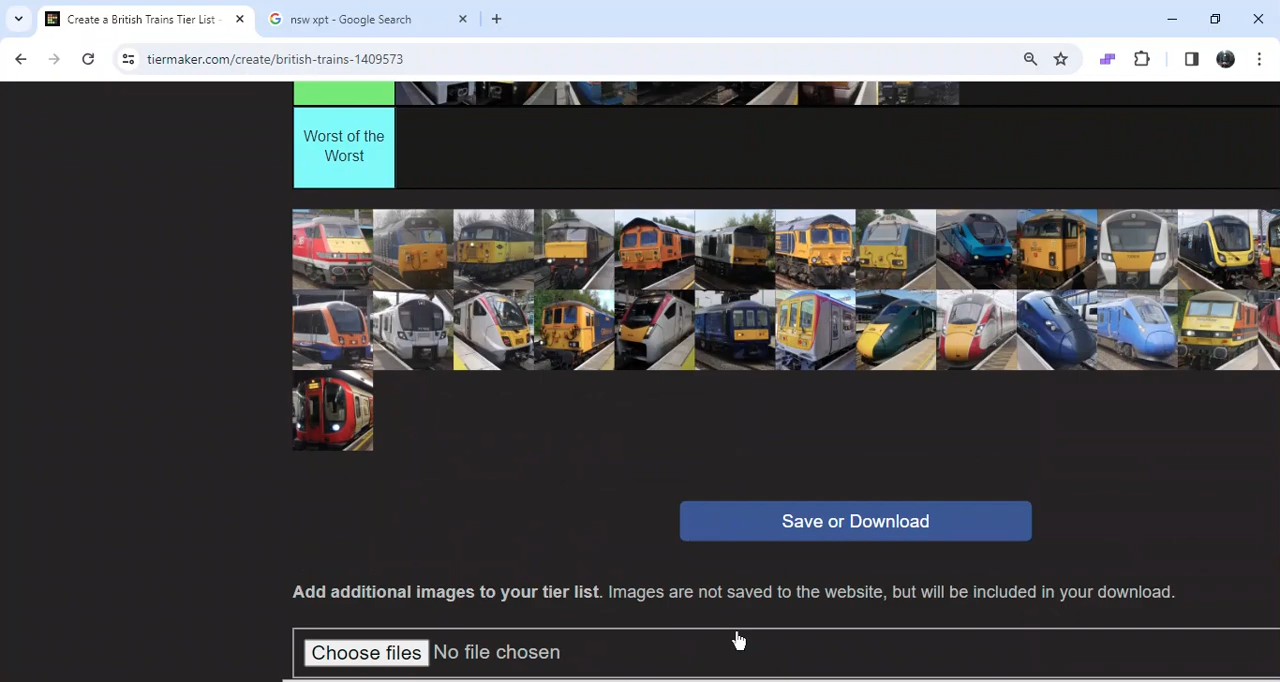 Create a British Trains Tier List -
nsw xpt - Google Search
tiermaker.com/create/british-trains-1409573
Worst of the
Worst
Save or Download
Add additional images to your tier list. Images are not saved to the website, but will be included in your download.
Choose files No file chosen